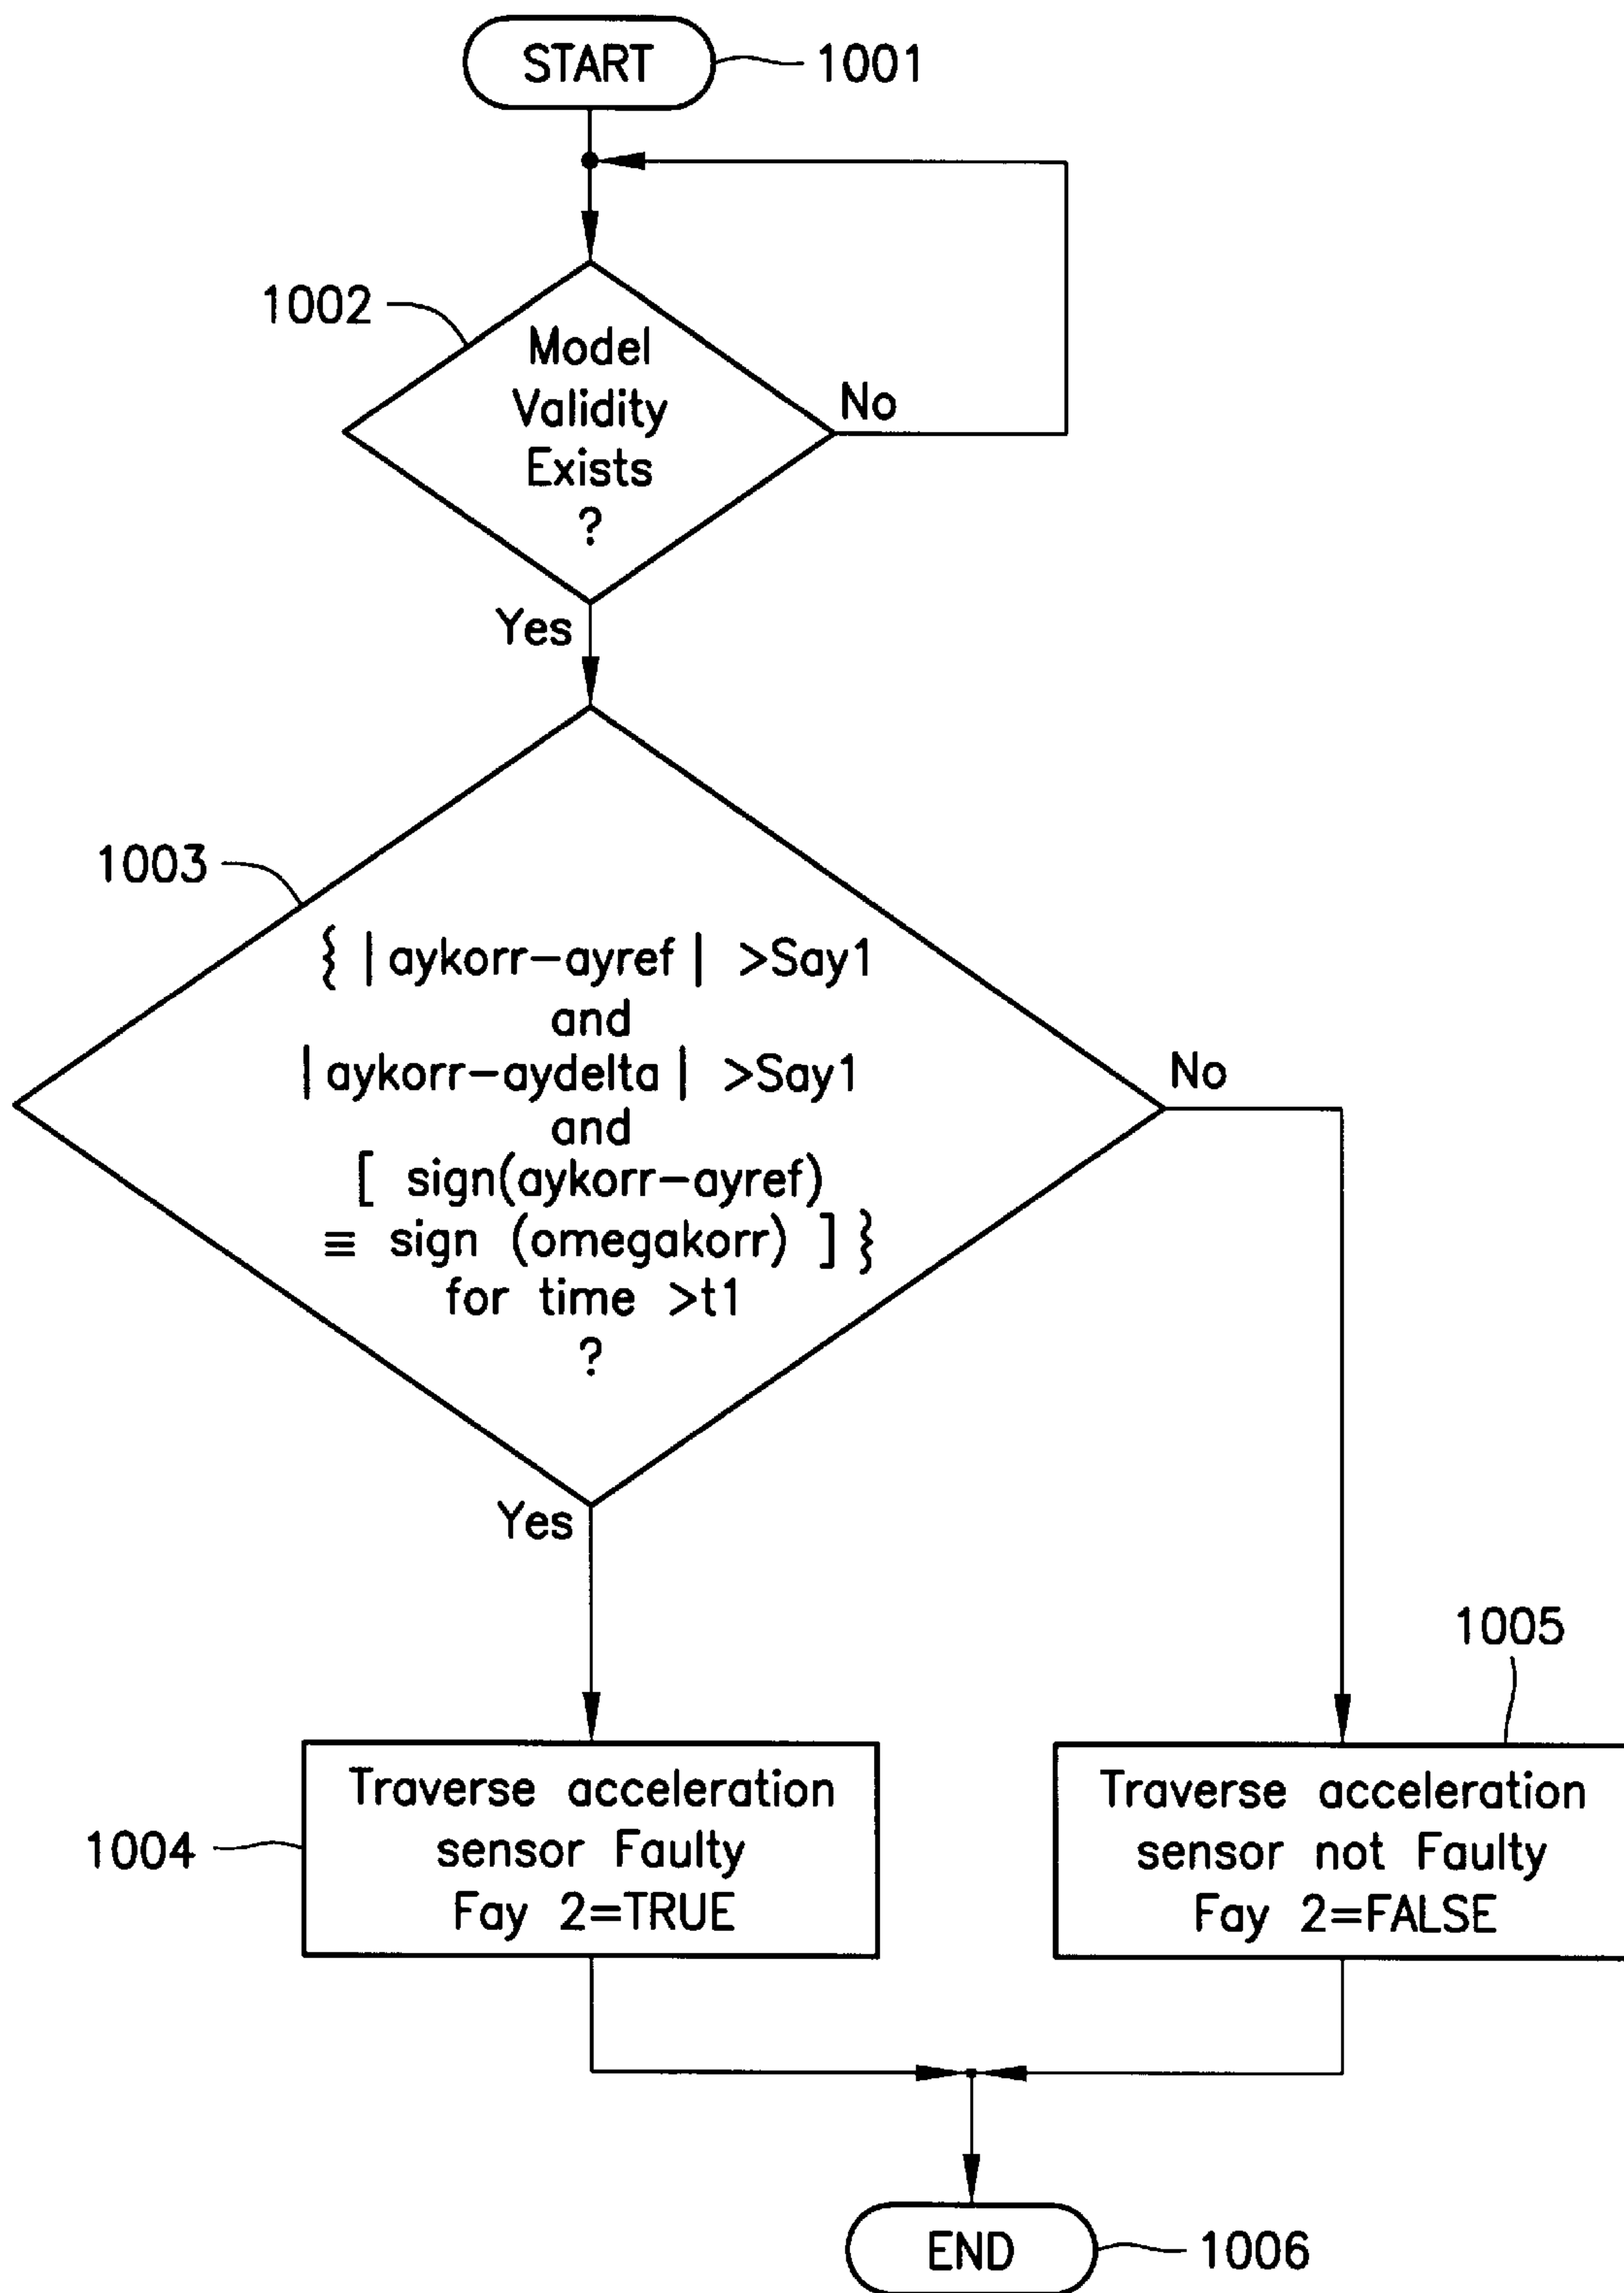 START
1001
1002
Model
Validity
Exists
?
No
Yes
1003
{ | aykorr-ayref | >Say1
and
| aykorr-aydelta | >Say1
and
[ sign(aykorr-ayref)
≡ sign (omegakorr) ] }
for time >t1
?
No
Yes
1005
Traverse acceleration
sensor Faulty
Fay 2=TRUE
1004
Traverse acceleration
sensor not Faulty
Fay 2=FALSE
END
1006